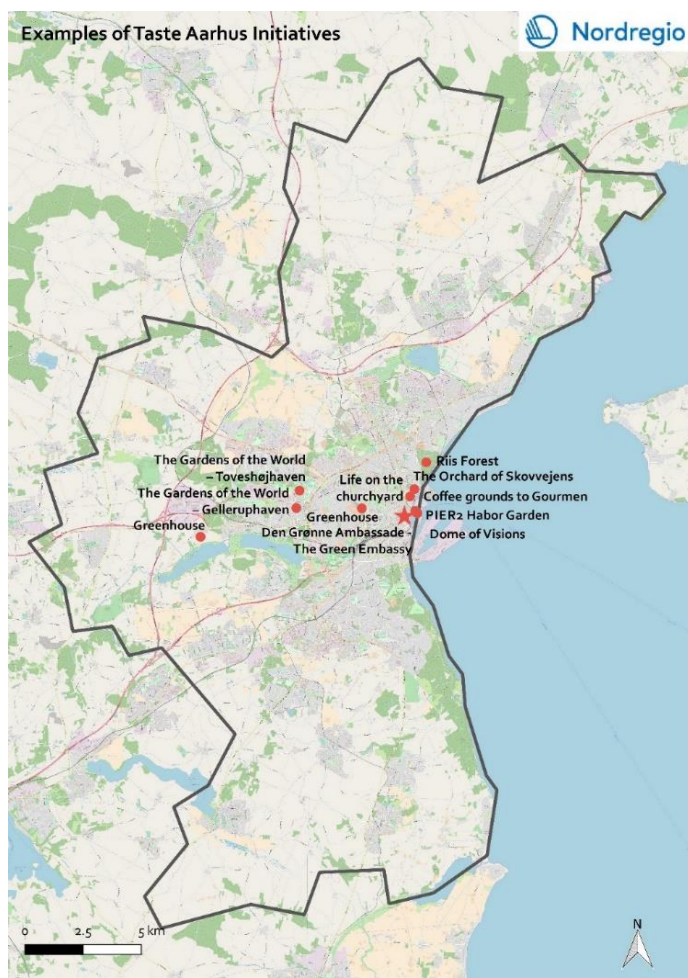 Examples of Taste Aarhus Initiatives
Nordregio
Riis Forest
The Gardens of the World
– Toveshøjhaven
The Orchard of Skovvejens
Life on the
churchyard
The Gardens of the World
– Gelleruphaven
Coffee grounds to Gourmen
Greenhouse
Greenhouse
PIER2 Habor Garden
Den Grønne Ambassade -
The Green Embassy
Dome of Visions
0 2.5 5 km
N